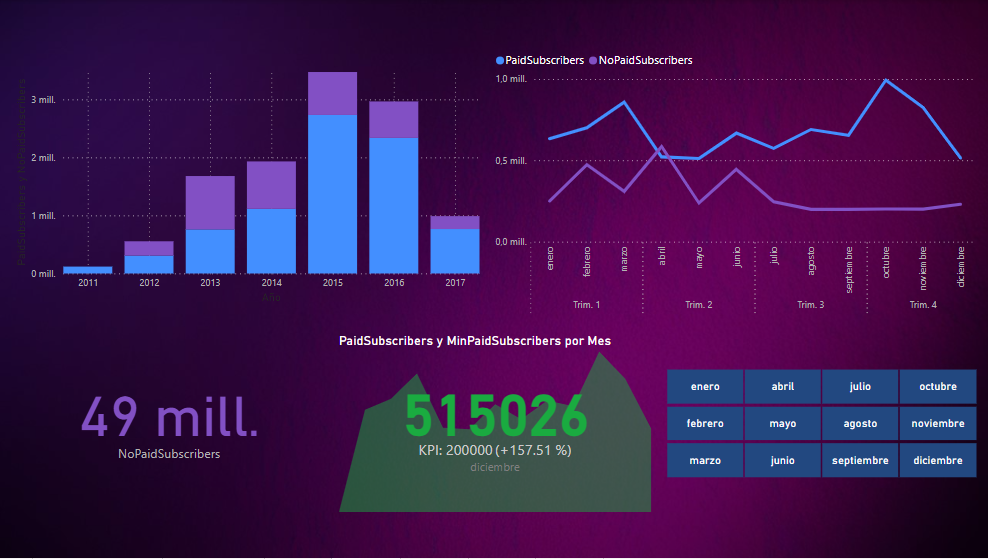 PaidSubscribers y NoPaidSubscribers
3 mill.
2 mill.
1 mill.
0 mill.
2011 2012 2013 2014 2015 2016 2017
Año
PaidSubscribers NoPaidSubscribers
1,0 mill.
0,5 mill.
0,0 mill.
enero febrero marzo abril mayo junio julio agosto septiembre octubre noviembre diciembre
Trim. 1 Trim. 2 Trim. 3 Trim. 4
49 mill.
NoPaidSubscribers
PaidSubscribers y MinPaidSubscribers por Mes
515026
KPI: 200000 (+157.51 %)
diciembre
enero abril julio octubre
febrero mayo agosto noviembre
marzo junio septiembre diciembre